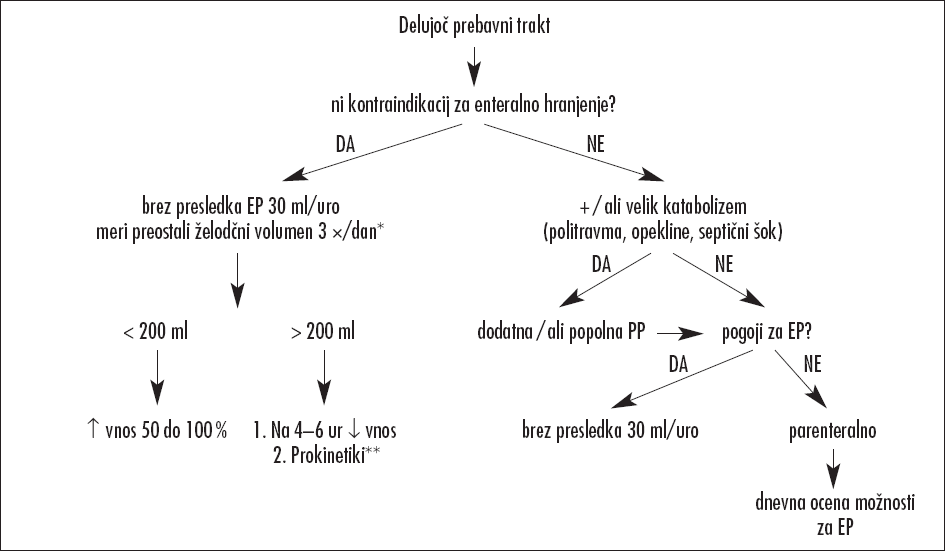 Delujoč prebavni trakt
ni kontraindikacij za enteralno hranjenje?
DA
NE
brez presledka EP 30 ml/uro
meri preostali želodčni volumen 3 ×/dan*
+/ali velik katabolizem
(politravma, opekline, septični šok)
DA
NE
< 200 ml
> 200 ml
dodatna/ali popolna PP
pogoji za EP?
DA
NE
↑ vnos 50 do 100 %
1. Na 4–6 ur ↓ vnos
2. Prokinetiki**
brez presledka 30 ml/uro
parenteralno
dnevna ocena možnosti
za EP